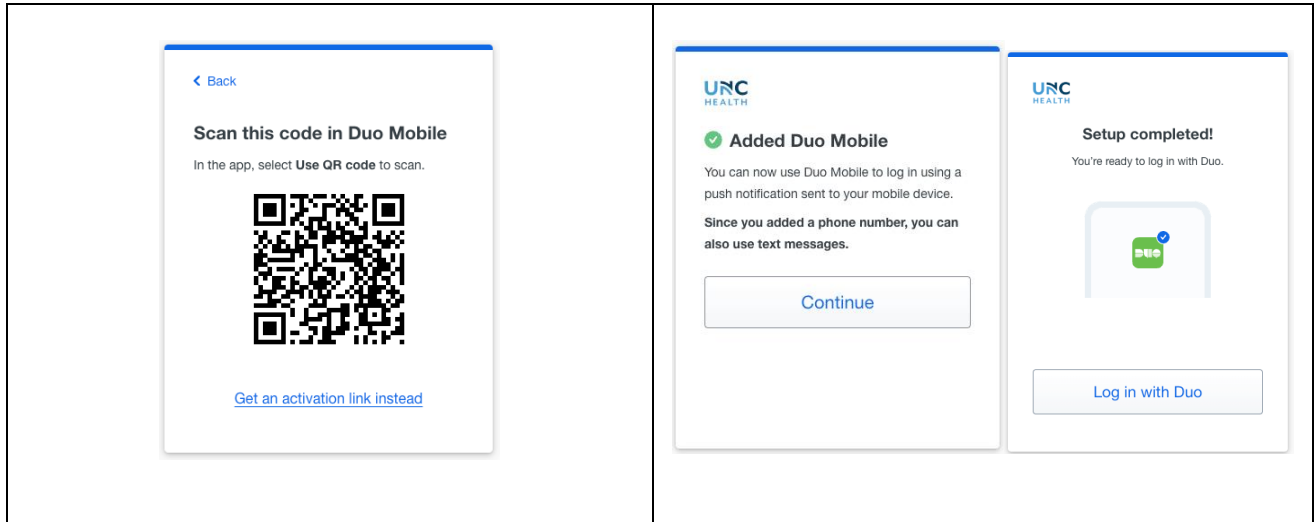 Back
Scan this code in Duo Mobile
In the app, select Use QR code to scan.
Get an activation link instead
UNC
HEALTH
Added Duo Mobile
You can now use Duo Mobile to log in using a
push notification sent to your mobile device.
Since you added a phone number, you can
also use text messages.
Continue
UNC
HEALTH
Setup completed!
You're ready to log in with Duo.
DUO
Log in with Duo